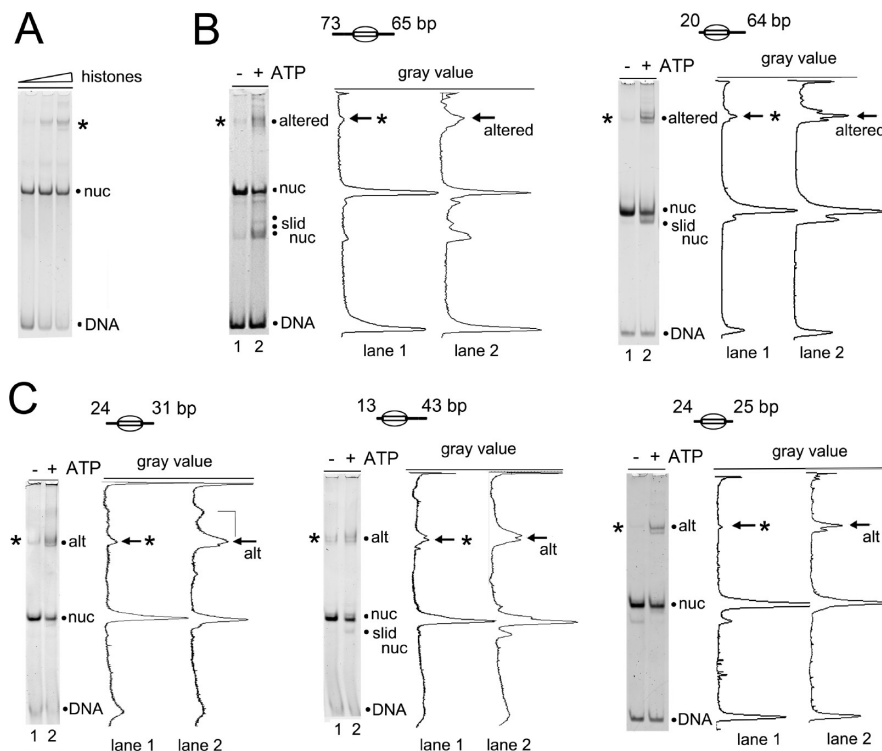 A
histones
*
nuc
DNA
B
73 65 bp
- + ATP
gray value
* altered
* altered
nuc
slid
nuc
DNA
1 2
lane 1 lane 2
20 64 bp
- + ATP
gray value
* altered
* altered
nuc
slid
nuc
DNA
1 2
lane 1 lane 2
C
24 31 bp
- + ATP
gray value
* alt
* alt
nuc
DNA
1 2
lane 1 lane 2
13 43 bp
- + ATP
gray value
* alt
* alt
nuc
slid
nuc
DNA
1 2
lane 1 lane 2
24 25 bp
- + ATP
gray value
* alt
* alt
nuc
DNA
1 2
lane 1 lane 2